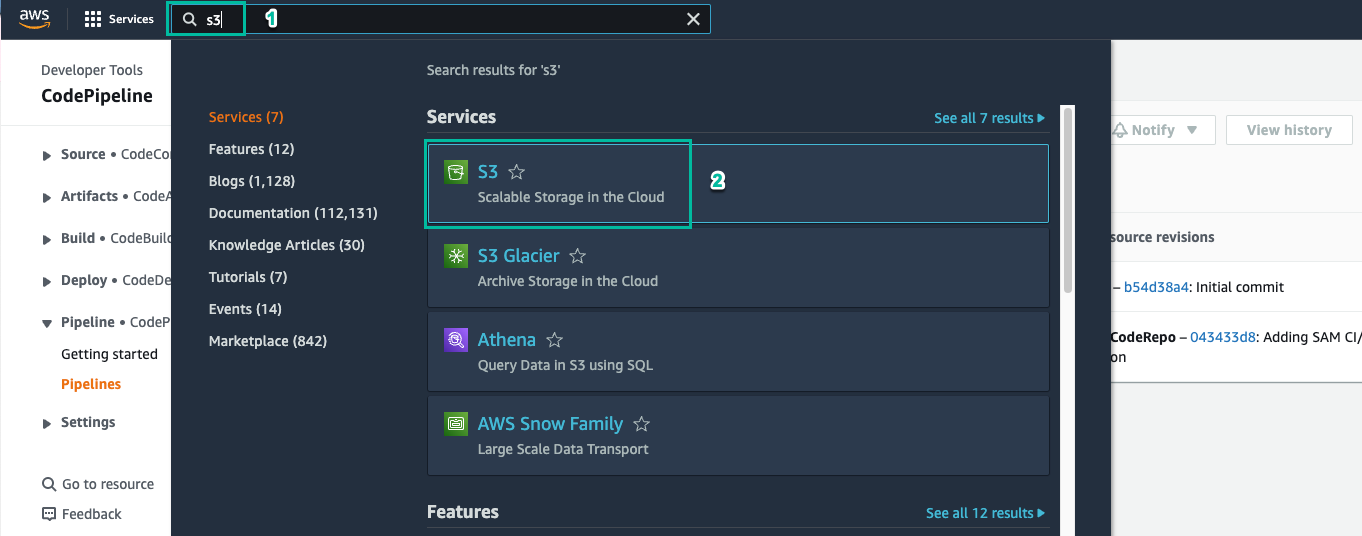 aws
Services
s3
1
Developer Tools
CodePipeline
Source • CodeCo
Artifacts • CodeA
Build • CodeBuil
Deploy • CodeDe
Pipeline • CodeP
Getting started
Pipelines
Settings
Go to resource
Feedback
Search results for 's3'
Services (7)
Features (12)
Blogs (1,128)
Documentation (112,131)
Knowledge Articles (30)
Tutorials (7)
Events (14)
Marketplace (842)
Services
See all 7 results
S3
Scalable Storage in the Cloud
2
S3 Glacier
Archive Storage in the Cloud
Athena
Query Data in S3 using SQL
AWS Snow Family
Large Scale Data Transport
Features
See all 12 results
Notify
View history
ource revisions
– b54d38a4: Initial commit
CodeRepo – 043433d8: Adding SAM CI/
on